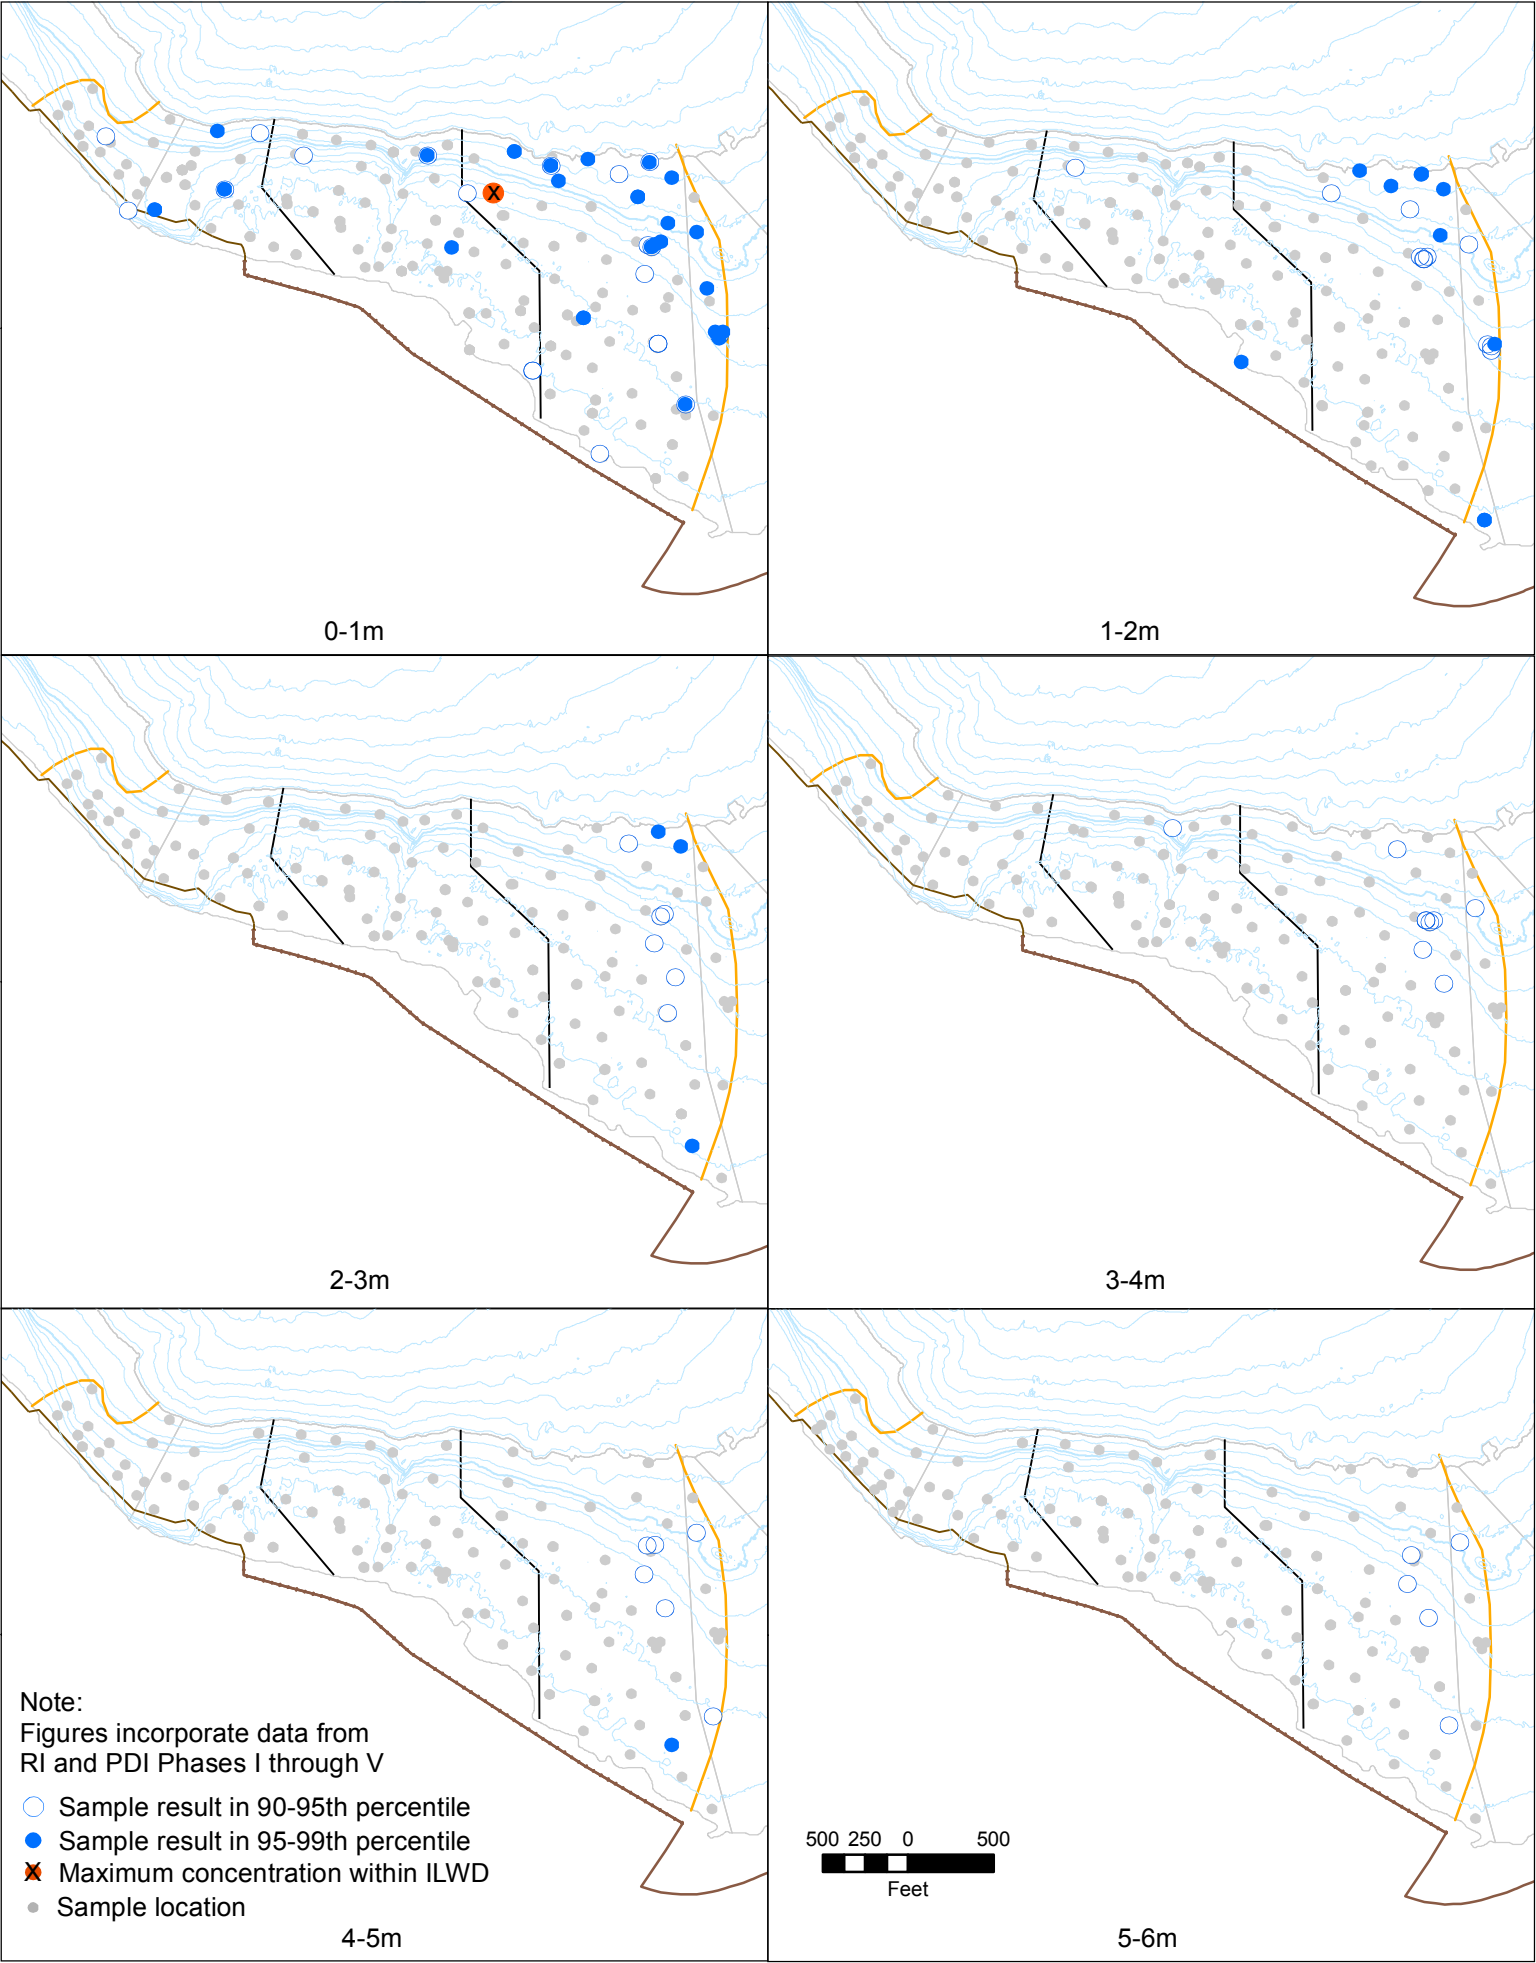 0-1m
1-2m
2-3m
3-4m
Note:
Figures incorporate data from
RI and PDI Phases I through V
Sample result in 90-95th percentile
Sample result in 95-99th percentile
X Maximum concentration within ILWD
Sample location
4-5m
500 250 0 500
Feet
5-6m
X